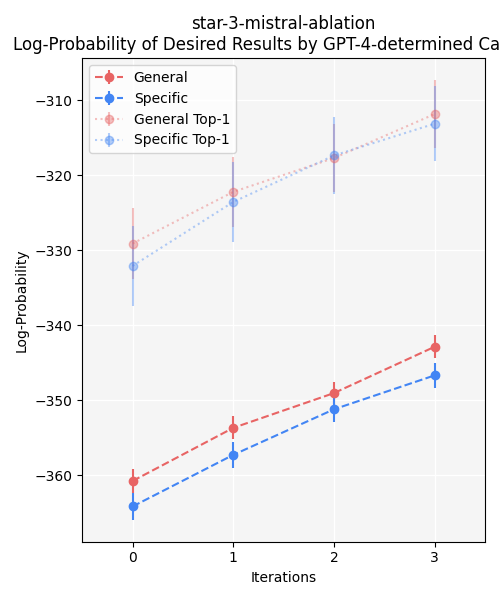 star-3-mistral-ablation
Log-Probability of Desired Results by GPT-4-determined Ca
General
Specific
General Top-1
Specific Top-1
−310
−320
−330
−340
−350
−360
Log-Probability
0 1 2 3
Iterations